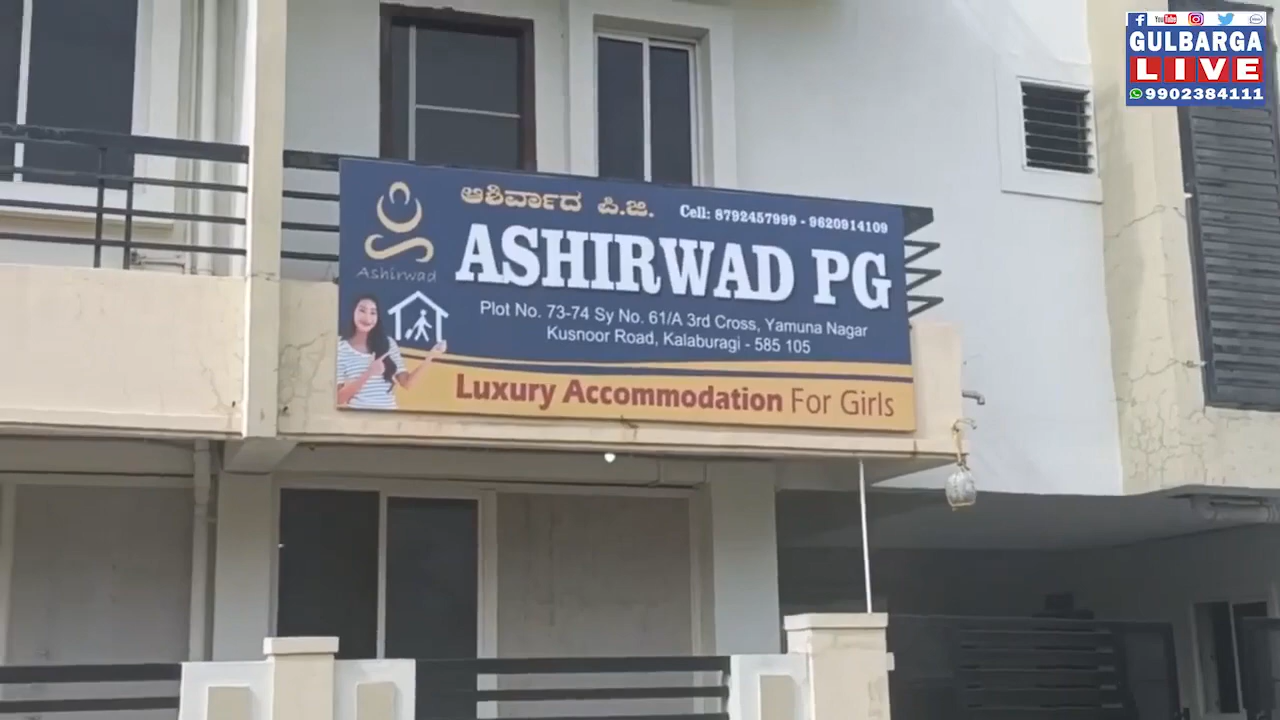 GULBARGA
LIVE
9902384111
ಆಶಿರ್ವಾದ ಪಿ.ಜಿ.
Cell: 8792457999 - 9620914109
Ashirwad
ASHIRWAD PG
Plot No. 73-74 Sy No. 61/A 3rd Cross, Yamuna Nagar
Kusnoor Road, Kalaburagi - 585 105
Luxury Accommodation For Girls